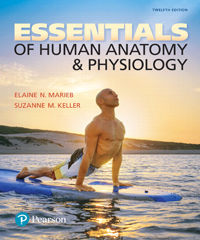 TWELFTH EDITION
ESSENTIALS
OF HUMAN ANATOMY
& PHYSIOLOGY
ELAINE N. MARIEB
SUZANNE M. KELLER
Pearson